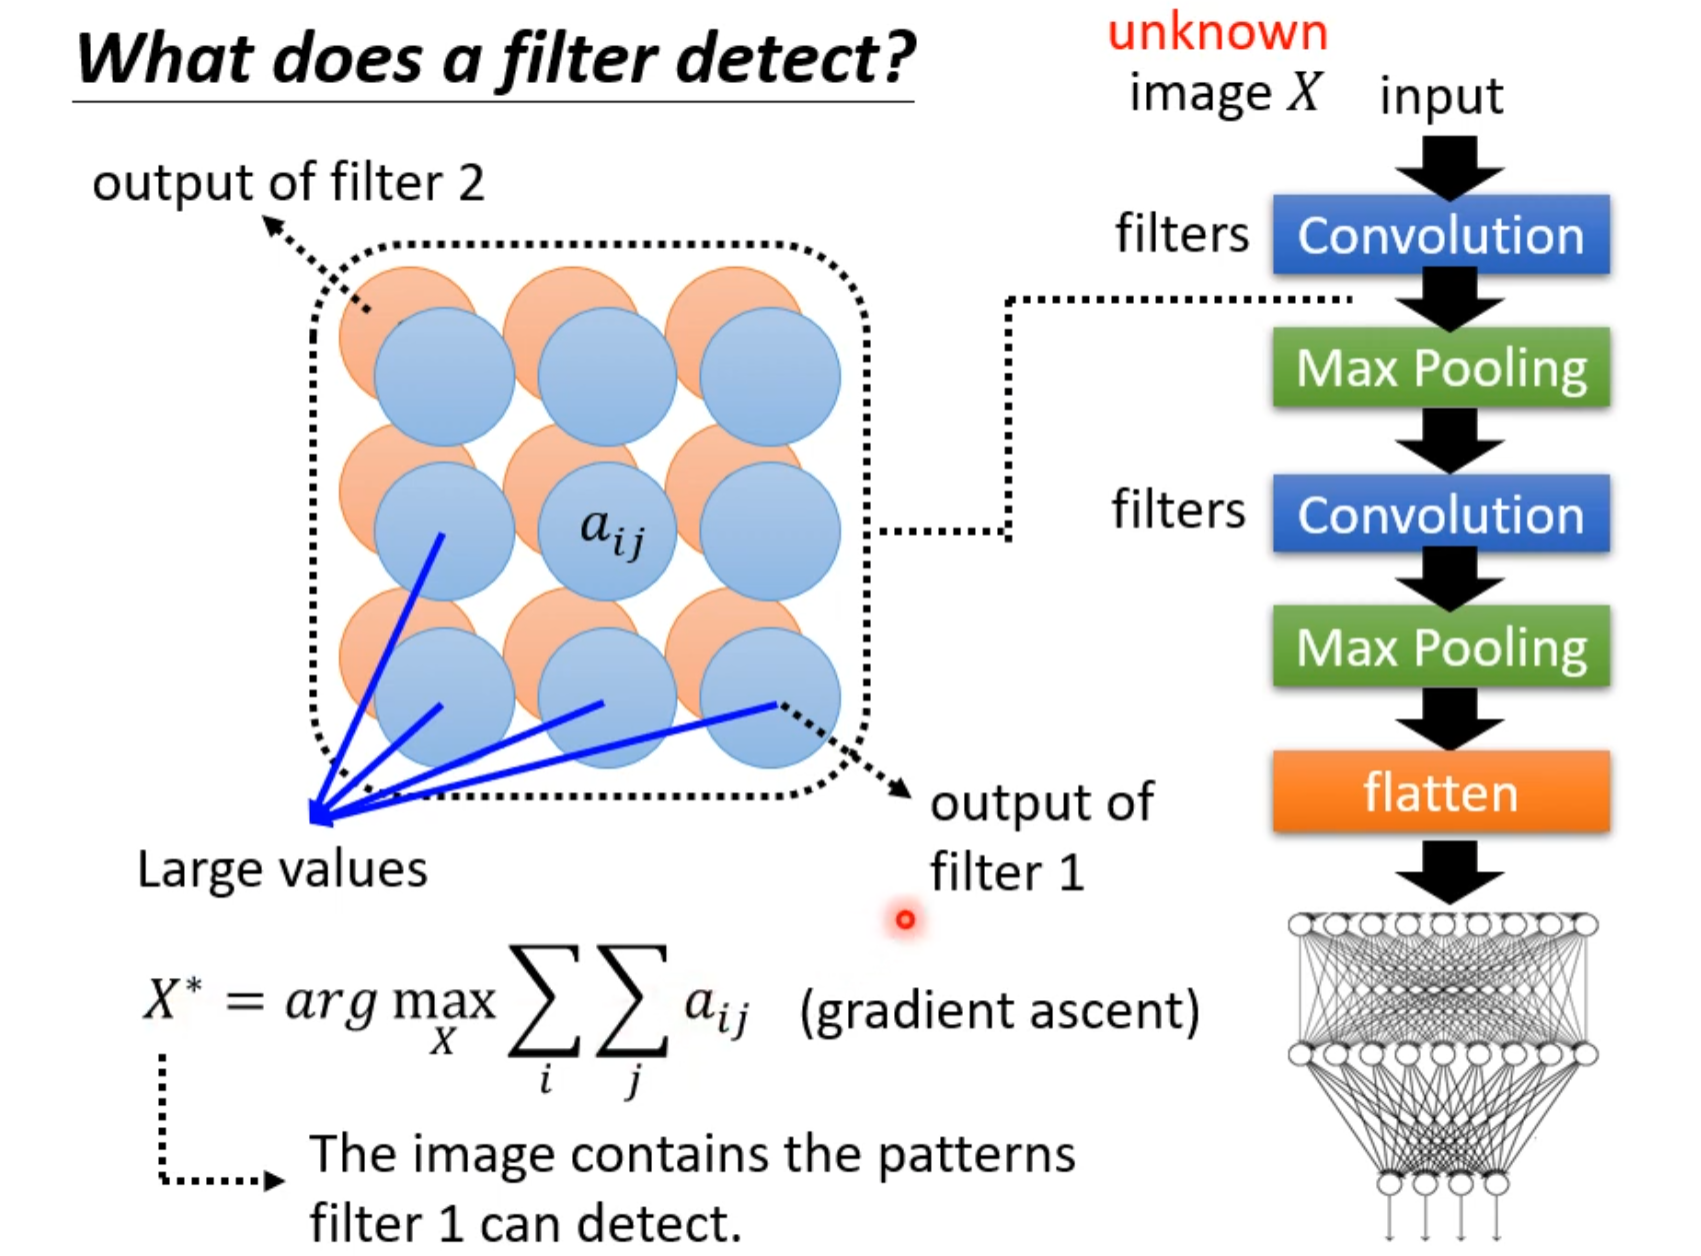 What does a filter detect?
unknown
image X
input
output of filter 2
filters
Convolution
Max Pooling
a_{ij}
filters
Convolution
Max Pooling
flatten
output of
filter 1
Large values
X^* = arg max_X ∑_i ∑_j a_{ij} (gradient ascent)
The image contains the patterns
filter 1 can detect.